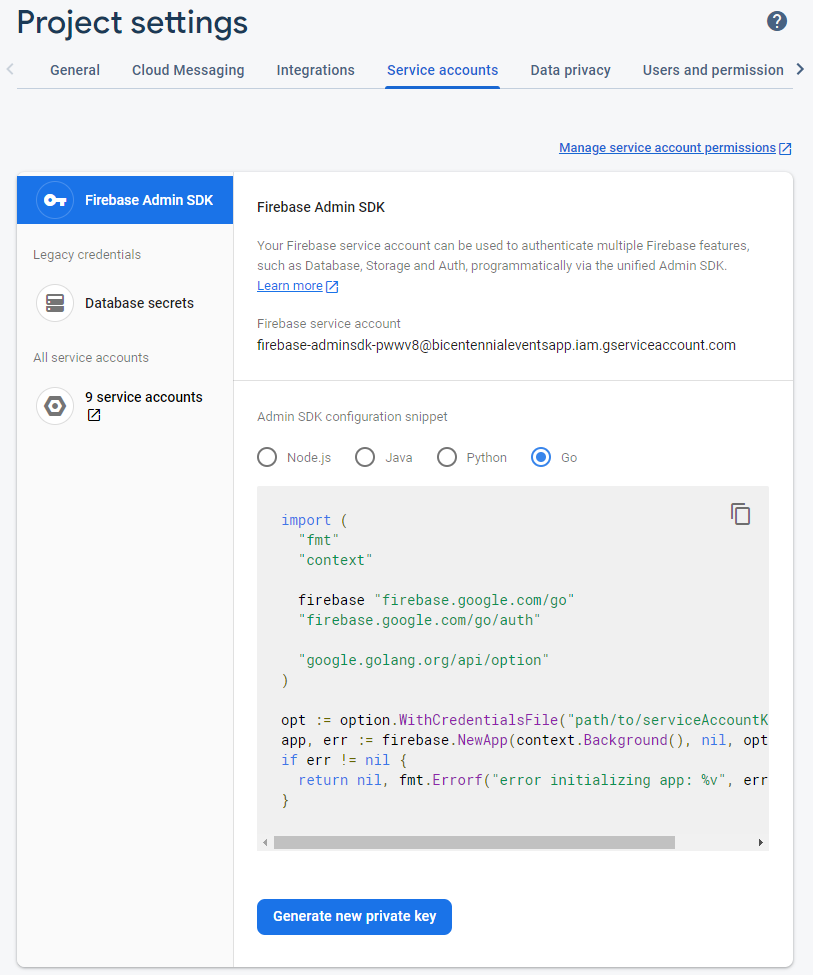 Project settings
General
Cloud Messaging
Integrations
Service accounts
Data privacy
Users and permission
Manage service account permissions
Firebase Admin SDK
Legacy credentials
Database secrets
All service accounts
9 service accounts
Firebase Admin SDK
Your Firebase service account can be used to authenticate multiple Firebase features,
such as Database, Storage and Auth, programmatically via the unified Admin SDK.
Learn more
Firebase service account
firebase-adminsdk-pwwv8@bicentennialeventsapp.iam.gserviceaccount.com
Admin SDK configuration snippet
Node.js
Java
Python
Go
import (
  "fmt"
  "context"
  firebase "firebase.google.com/go"
  "firebase.google.com/go/auth"
  "google.golang.org/api/option"
)
opt := option.WithCredentialsFile("path/to/serviceAccountK
app, err := firebase.NewApp(context.Background(), nil, opt
if err != nil {
  return nil, fmt.Errorf("error initializing app: %v", err
}
Generate new private key